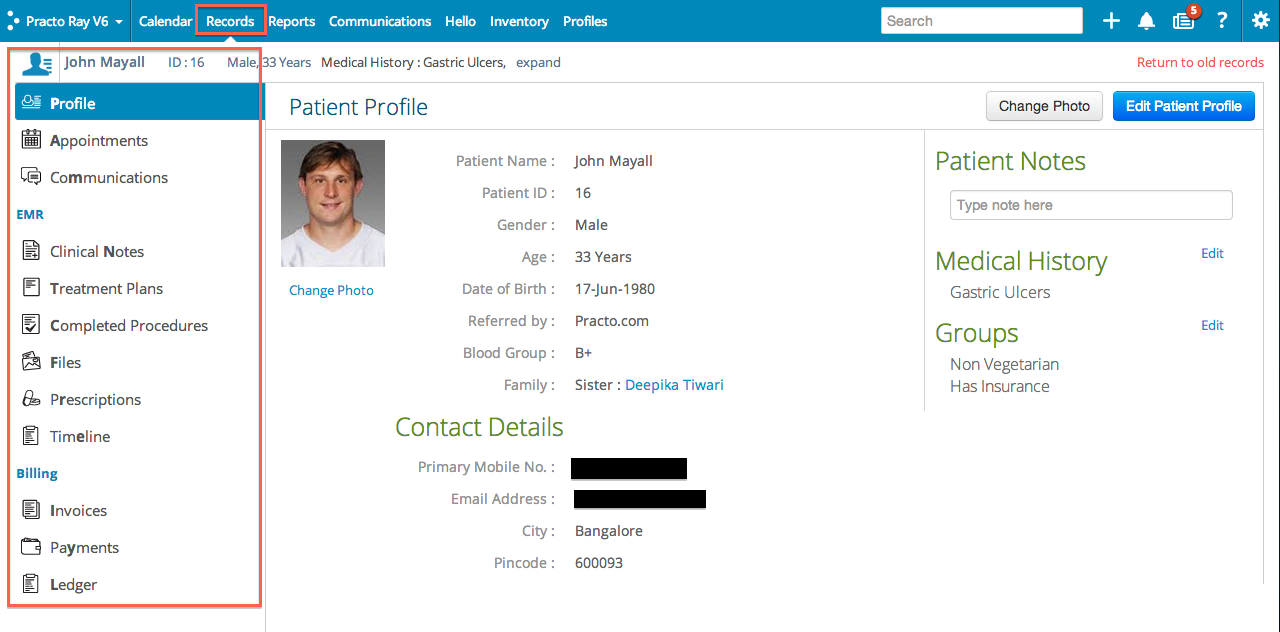 Practo Ray V6 Calendar Records Reports Communications Hello Inventory Profiles Search 5 ?
John Mayall ID : 16 Male, 33 Years Medical History : Gastric Ulcers, expand Return to old records
Profile
Appointments
Communications
EMR
Clinical Notes
Treatment Plans
Completed Procedures
Files
Prescriptions
Timeline
Billing
Invoices
Payments
Ledger
Patient Profile Change Photo Edit Patient Profile
Change Photo
Patient Name : John Mayall
Patient ID : 16
Gender : Male
Age : 33 Years
Date of Birth : 17-Jun-1980
Referred by : Practo.com
Blood Group : B+
Family : Sister : Deepika Tiwari
Contact Details
Primary Mobile No. :
Email Address :
City : Bangalore
Pincode : 600093
Patient Notes
Type note here
Medical History Edit
Gastric Ulcers
Groups Edit
Non Vegetarian
Has Insurance